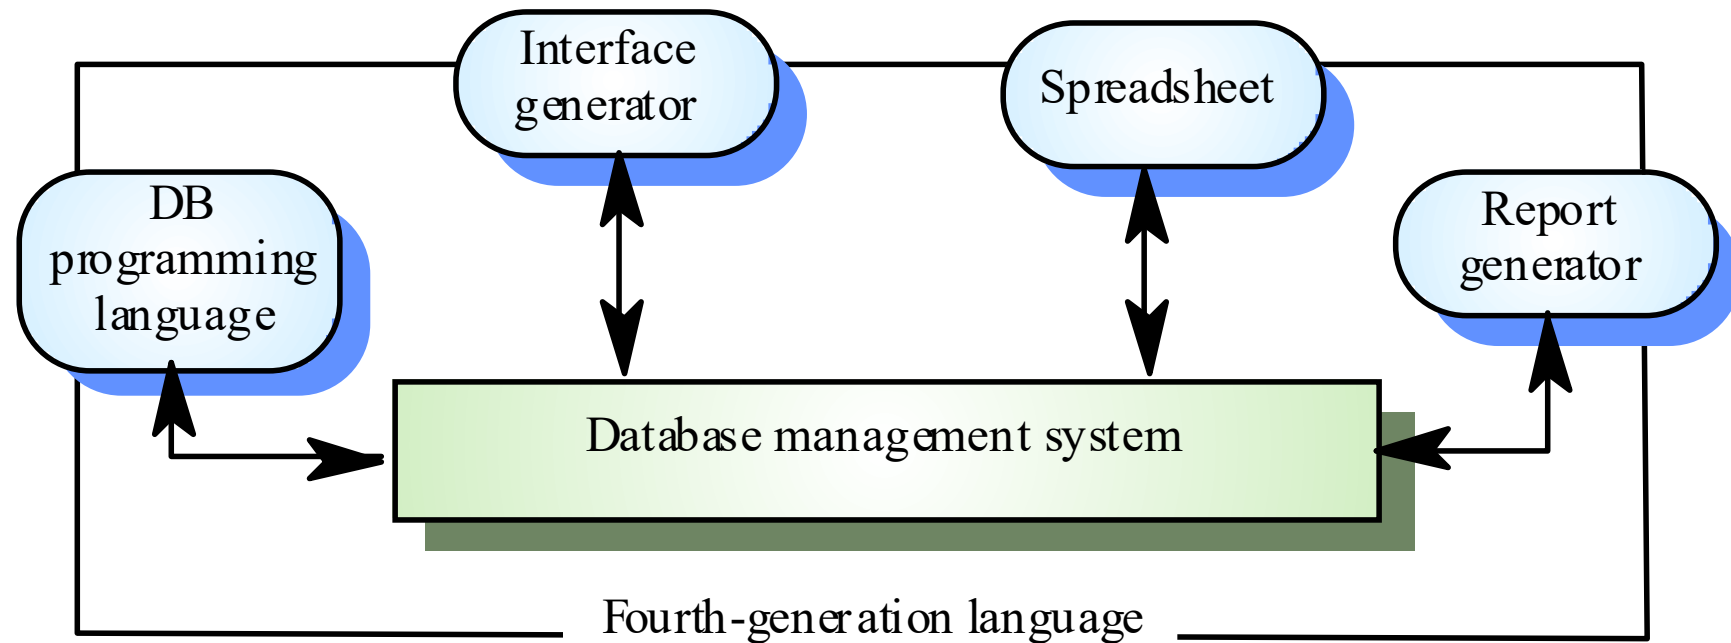 Interface
generator
Spreadsheet
DB
programming
language
Report
generator
Database management system
Fourth-generation language